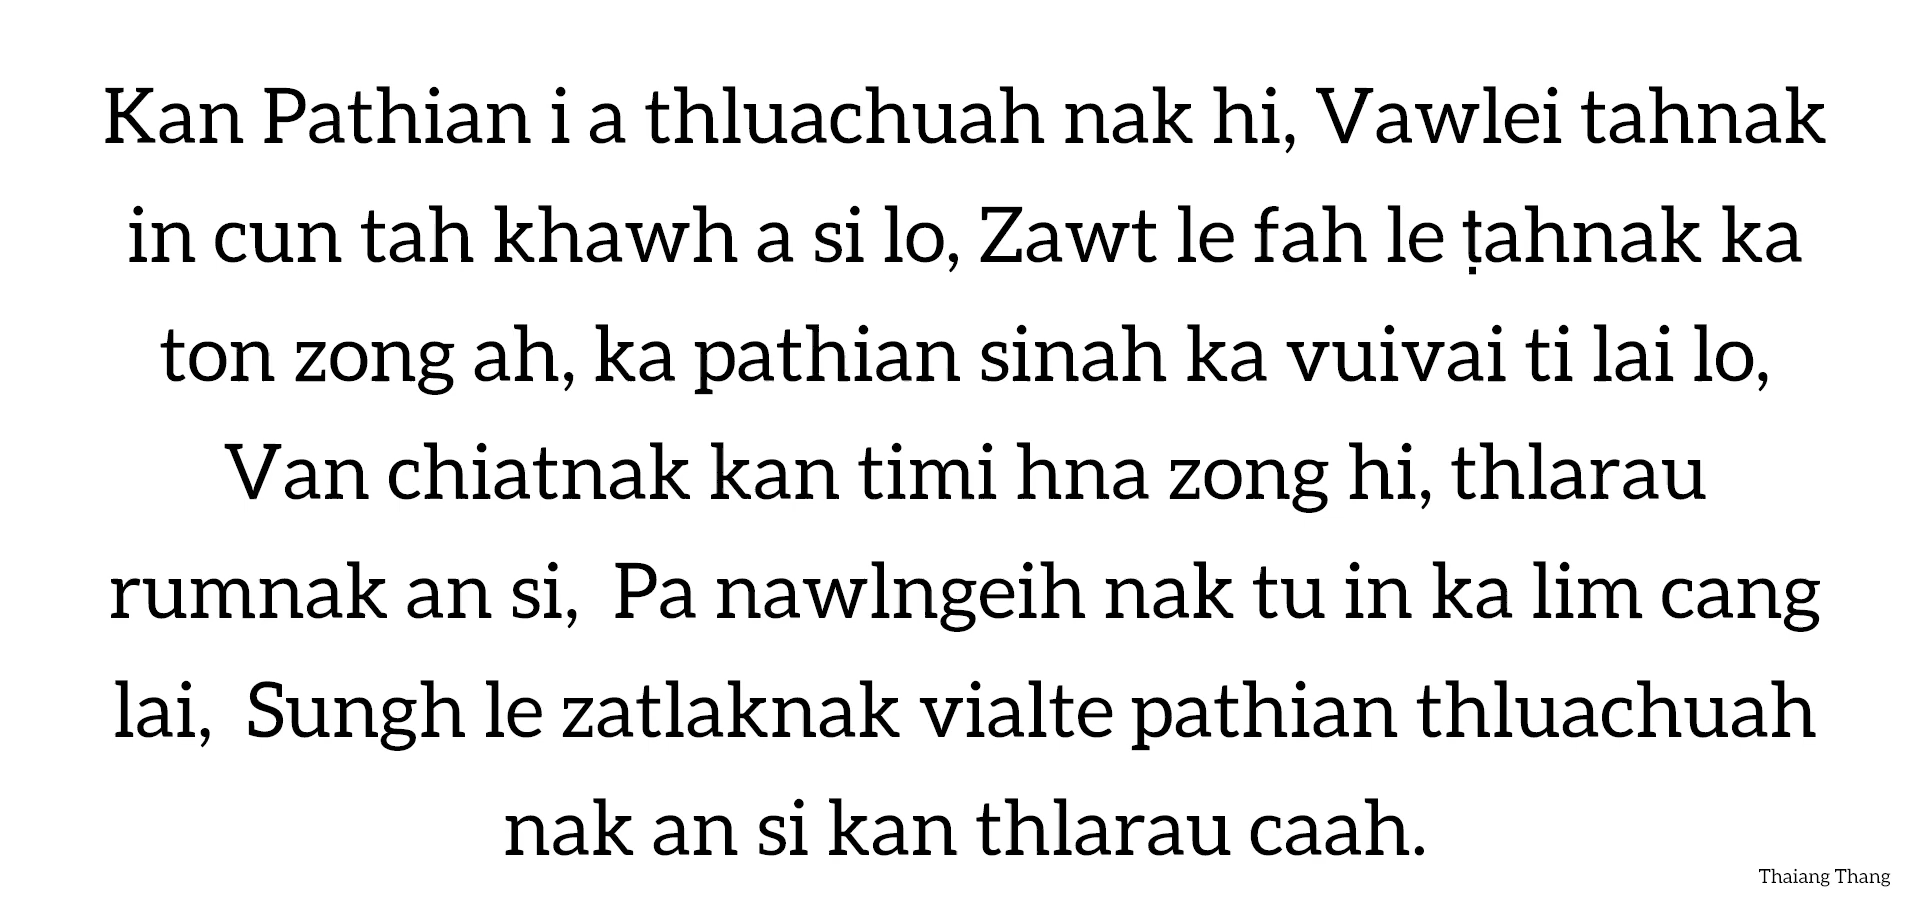 Kan Pathian i a thluachuah nak hi, Vawlei tahnak
in cun tah khawh a si lo, Zawt le fah le ṭahnak ka
ton zong ah, ka pathian sinah ka vuivai ti lai lo,
Van chiatnak kan timi hna zong hi, thlarau
rumnak an si,  Pa nawlngeih nak tu in ka lim cang
lai,  Sungh le zatlaknak vialte pathian thluachuah
nak an si kan thlarau caah.
Thaiang Thang